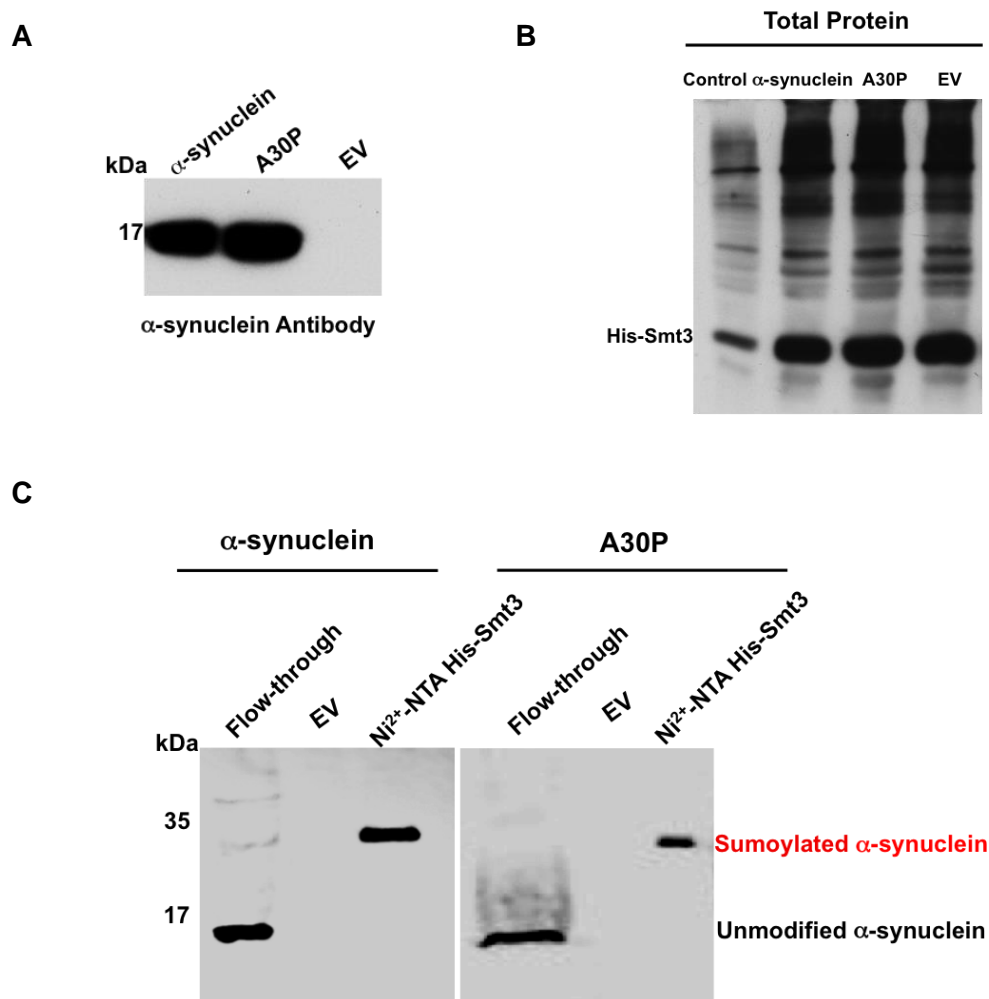 A
α-synuclein
A30P
EV
kDa
17
α-synuclein Antibody
B
Total Protein
Control α-synuclein A30P EV
His-Smt3
C
α-synuclein
A30P
Flow-through
EV
Ni²⁺-NTA His-Smt3
Flow-through
EV
Ni²⁺-NTA His-Smt3
kDa
35
17
Sumoylated α-synuclein
Unmodified α-synuclein